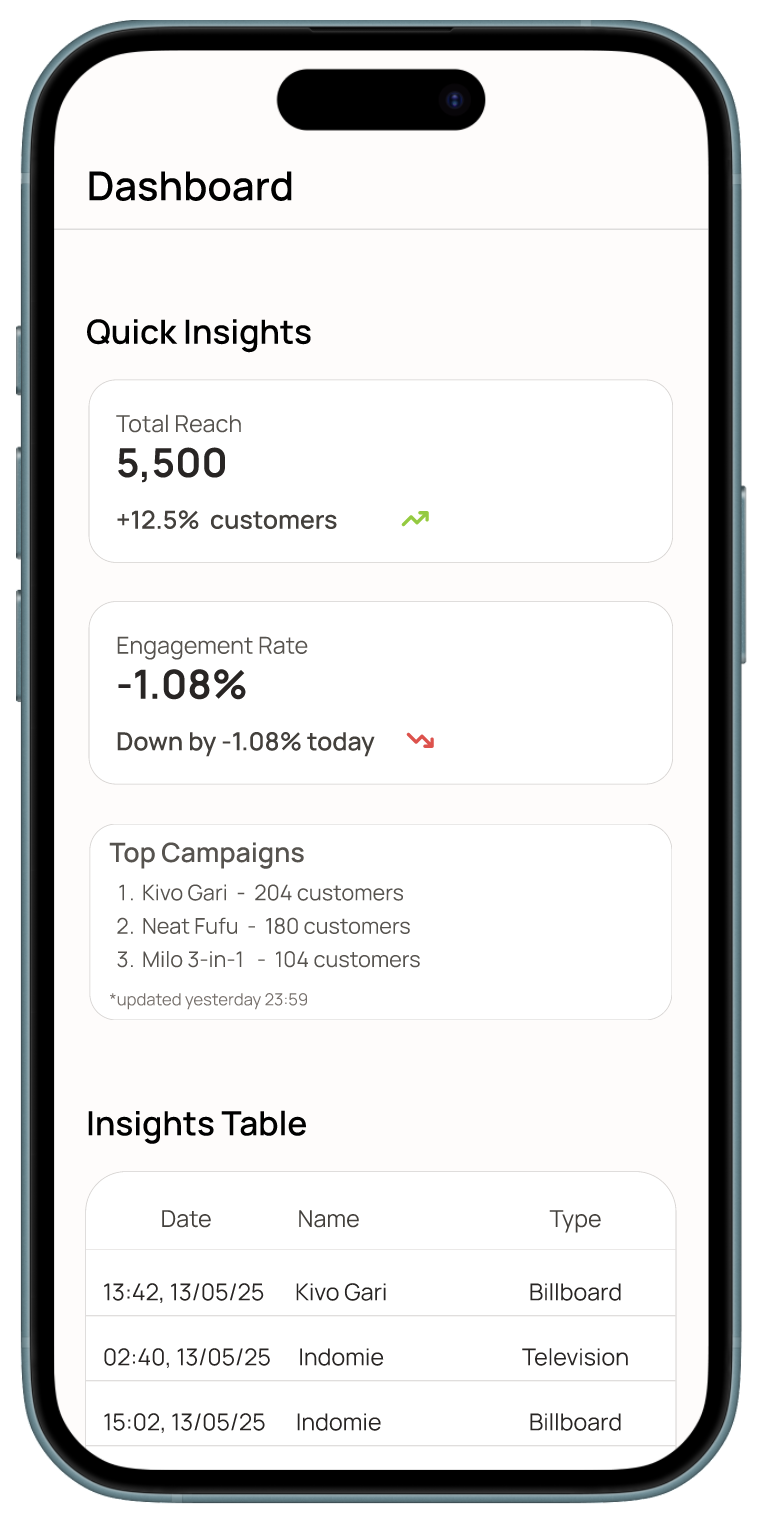 Dashboard
Quick Insights
Total Reach
5,500
+12.5% customers
Engagement Rate
-1.08%
Down by -1.08% today
Top Campaigns
1. Kivo Gari - 204 customers
2. Neat Fufu - 180 customers
3. Milo 3-in-1 - 104 customers
*updated yesterday 23:59
Insights Table
Date Name Type
13:42, 13/05/25 Kivo Gari Billboard
02:40, 13/05/25 Indomie Television
15:02, 13/05/25 Indomie Billboard